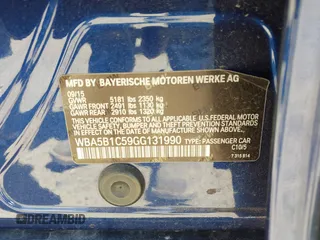 MFD. BY BAYERISCHE MOTOREN WERKE AG
09/15
GVWR 5181 lbs 2350 kg
GAWR FRONT 2491 lbs 1130 kg
GAWR REAR 2910 lbs 1320 kg
THIS VEHICLE CONFORMS TO ALL APPLICABLE
U.S. FEDERAL MOTOR VEHICLE SAFETY, BUMPER,
AND THEFT PREVENTION STANDARDS IN EFFECT
ON THE DATE OF MANUFACTURE SHOWN ABOVE.
WBA5B1C59GG131990
TYPE: PASSENGER CAR
C10/5
DREAMBID